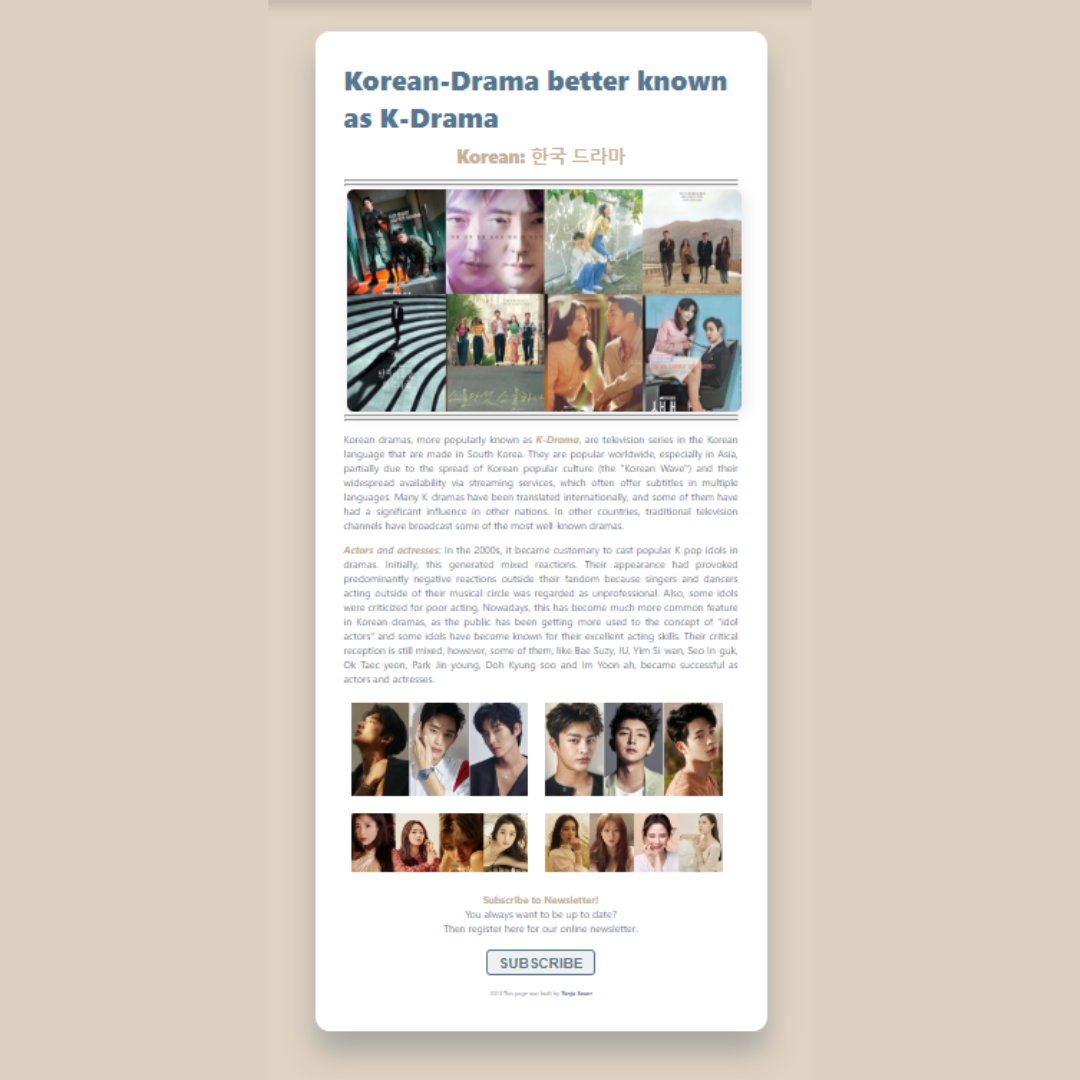 Korean-Drama better known
as K-Drama
Korean: 한국 드라마
Korean dramas, more popularly known as K-Drama, are television series in the Korean
language that are made in South Korea. They are popular worldwide, especially in Asia,
partially due to the spread of Korean popular culture (the "Korean Wave") and their
widespread availability via streaming services, which often offer subtitles in multiple
languages. Many K-dramas have been translated internationally, and some of them have
had a significant influence in other nations. In other countries, traditional television
channels have broadcast some of the most well-known dramas.
Actors and actresses: In the 2000s, it became customary to cast popular K-pop idols in
dramas. Initially, this generated mixed reactions. Their appearance had provoked
predominantly negative reactions outside their fandom because singers and dancers
acting outside of their musical circle was regarded as unprofessional. Also, some idols
were criticized for poor acting. Nowadays, this has become much more common feature
in Korean dramas, as the public has been getting more used to the concept of "idol
actors" and some idols have become known for their excellent acting skills. Their critical
reception is still mixed, however, some of them, like Bae Suzy, IU, Yim Si-wan, Seo In-guk,
Ok Taec-yeon, Park Jin-young, Doh Kyung-soo and Im Yoon-ah, became successful as
actors and actresses.
Subscribe to Newsletter!
You always want to be up to date?
Then register here for our online newsletter.
SUBSCRIBE
This page was built by